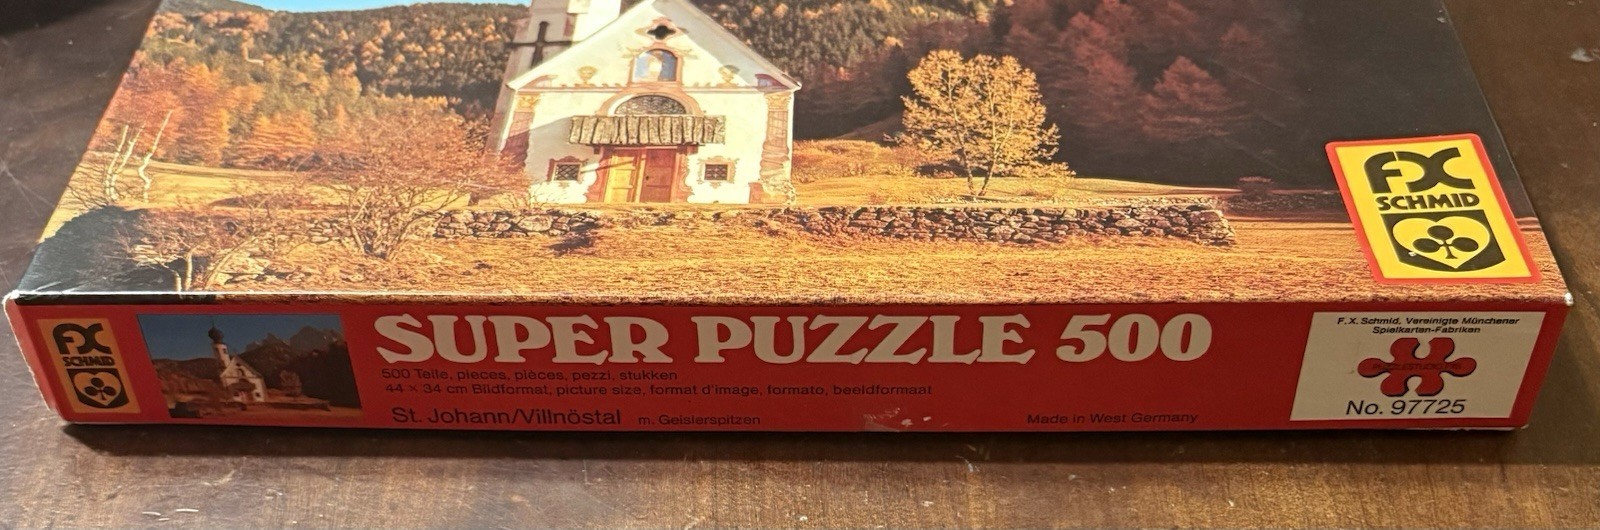 FX
SCHMID
FX
SCHMID
SUPER PUZZLE 500
500 Teile, pieces, pièces, pezzi, stukken
44 x 34 cm Bildformat, picture size, format d'image, formato, beeldformaat
St. Johann/Villnöstal m. Geislerspitzen
Made in West Germany
F. X. Schmid, Vereinigte Münchener
Spielkarten-Fabriken
No. 97725